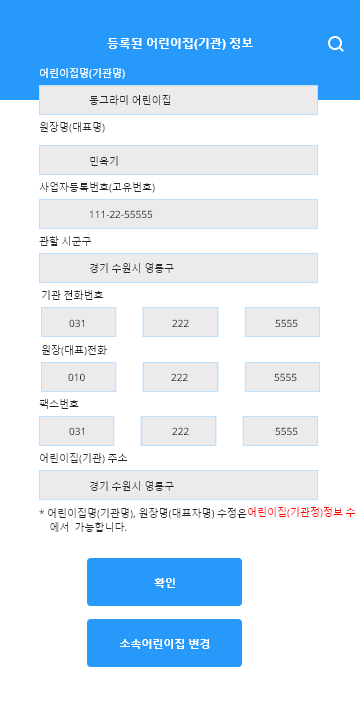 등록된 어린이집(기관) 정보
어린이집명(기관명)
동그라미 어린이집
원장명(대표명)
민욱기
사업자등록번호(고유번호)
111-22-55555
관할 시군구
경기 수원시 영통구
기관 전화번호
031 222 5555
원장(대표)전화
010 222 5555
팩스번호
031 222 5555
어린이집(기관) 주소
경기 수원시 영통구
* 어린이집명(기관명), 원장명(대표자명) 수정은어린이집(기관정)정보 수
에서 가능합니다.
확인
소속어린이집 변경